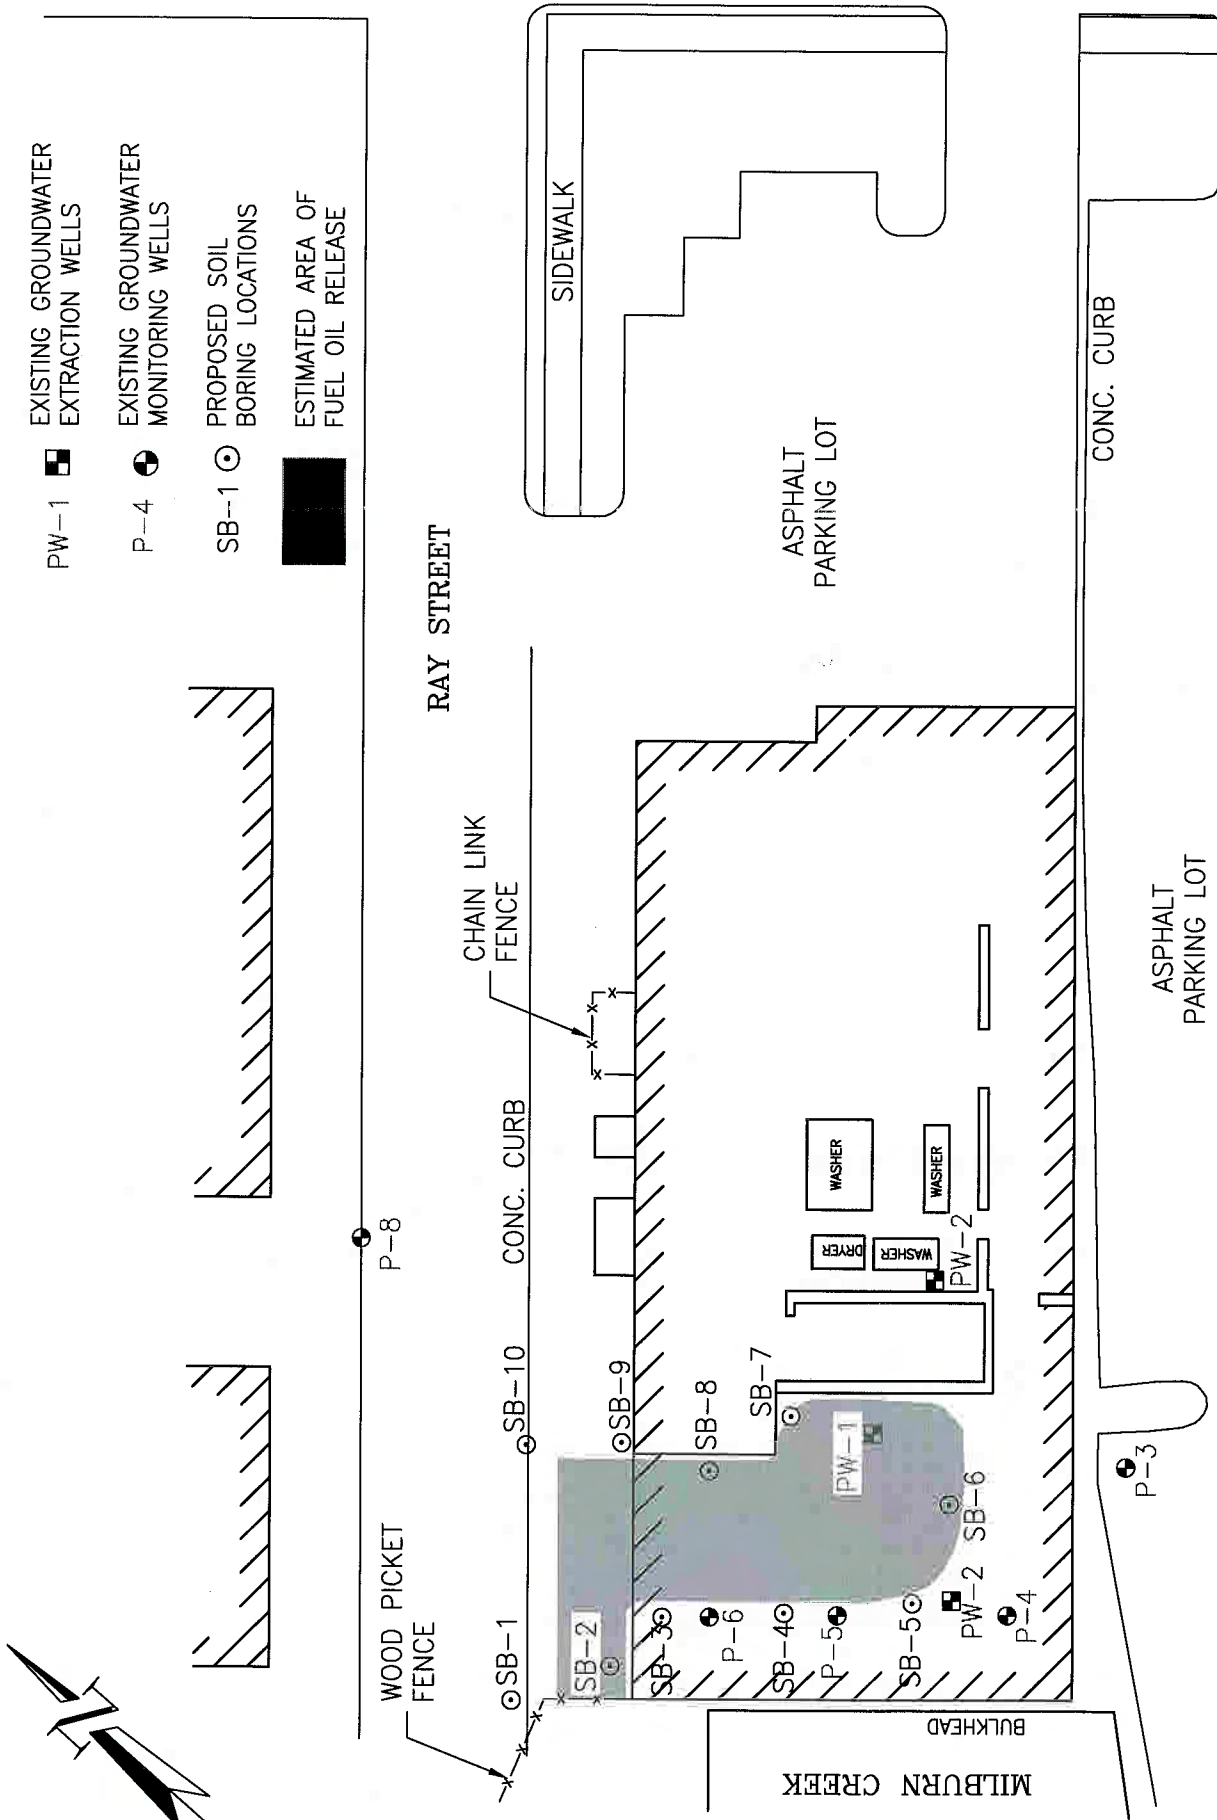 PW-1
EXISTING GROUNDWATER
EXTRACTION WELLS
P-4
EXISTING GROUNDWATER
MONITORING WELLS
SB-1
PROPOSED SOIL
BORING LOCATIONS
ESTIMATED AREA OF
FUEL OIL RELEASE
RAY STREET
SIDEWALK
ASPHALT
PARKING LOT
CONC. CURB
CHAIN LINK
FENCE
CONC. CURB
P-8
WOOD PICKET
FENCE
SB-1
SB-10
SB-9
SB-2
SB-3
SB-8
P-6
SB-7
SB-4
P-5
PW-1
SB-5
SB-6
PW-2
P-4
P-3
WASHER
WASHER
DRYER
WASHER
PW-2
ASPHALT
PARKING LOT
BULKHEAD
MILBURN CREEK